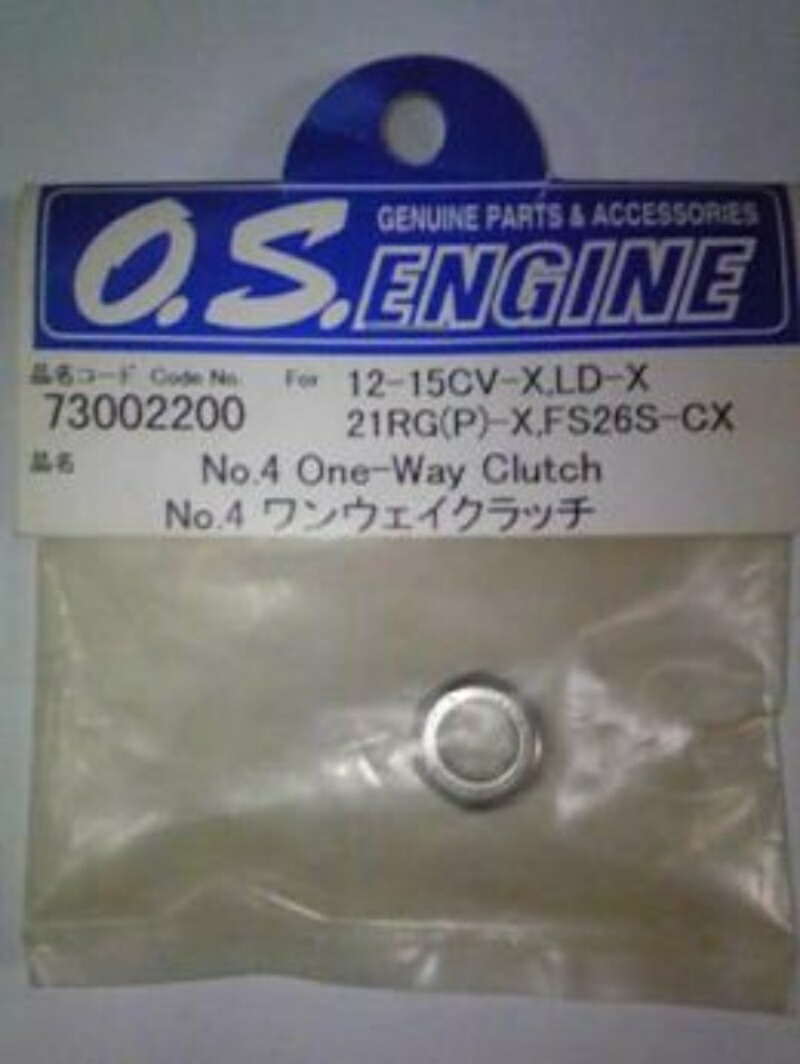 GENUINE PARTS & ACCESSORIES
O.S.ENGINE
品名コード Code No. For 12-15CV-X,LD-X
73002200 21RG(P)-X,FS26S-CX
品名 No.4 One-Way Clutch
No.4 ワンウェイクラッチ